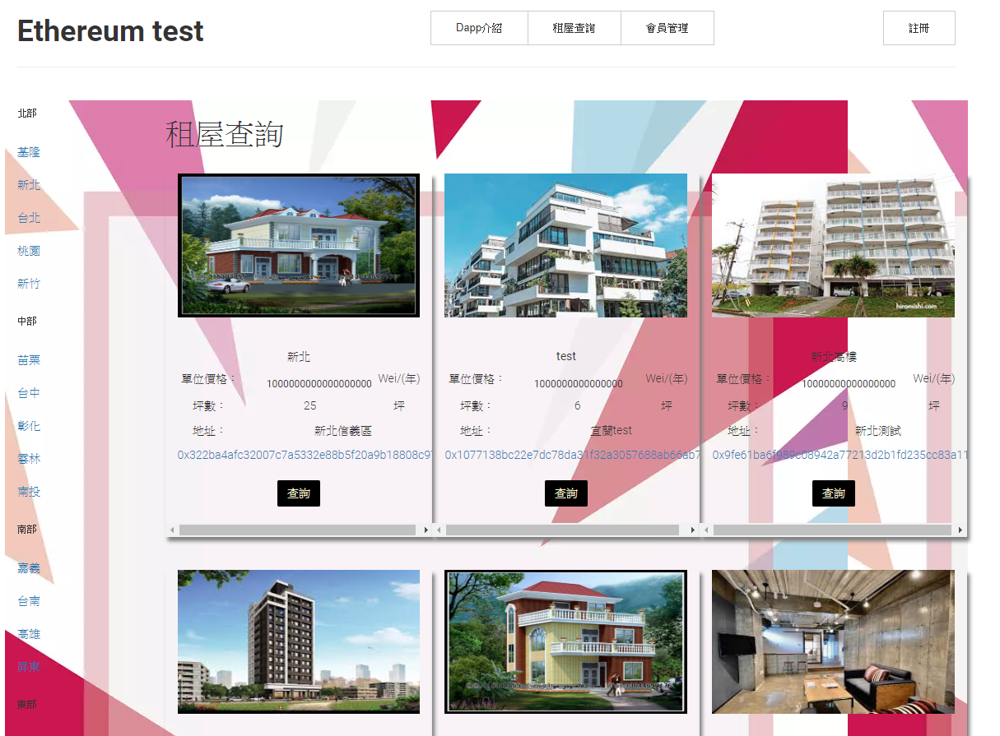 Ethereum test
Dapp介紹
租屋查詢
會員管理
註冊
北部
基隆
新北
台北
桃園
新竹
中部
苗栗
台中
彰化
雲林
南投
南部
嘉義
台南
高雄
屏東
東部
租屋查詢
新北
單位價格： 1000000000000000000 Wei/(年)
坪數： 25 坪
地址： 新北信義區
0x322ba4afc32007c7a5332e88b5f20a9b18808c9
查詢
test
單位價格： 1000000000000000 Wei/(年)
坪數： 6 坪
地址： 宜蘭test
0x1077138bc22e7dc78da31f32a3057688ab66ab7
查詢
hiromishi.com
新北高樓
單位價格： 10000000000000000 Wei/(年)
坪數： 9 坪
地址： 新北測試
0x9fe61ba6f989c08942a77213d2b1fd235cc83a11
查詢